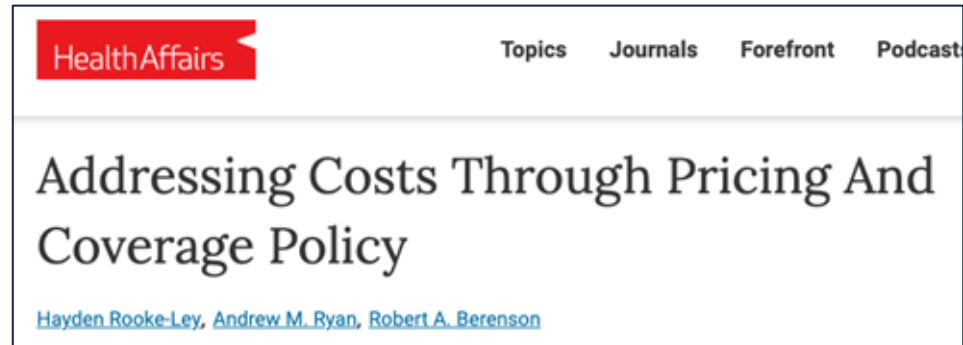 HealthAffairs
Topics Journals Forefront Podcasts
Addressing Costs Through Pricing And
Coverage Policy
Hayden Rooke-Ley, Andrew M. Ryan, Robert A. Berenson